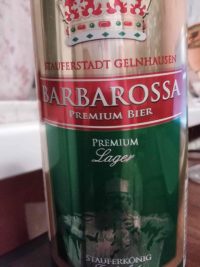 STAUFERSTADT GELNHAUSEN
BARBAROSSA
PREMIUM BIER
PREMIUM
Lager
STAUFERKÖNIG